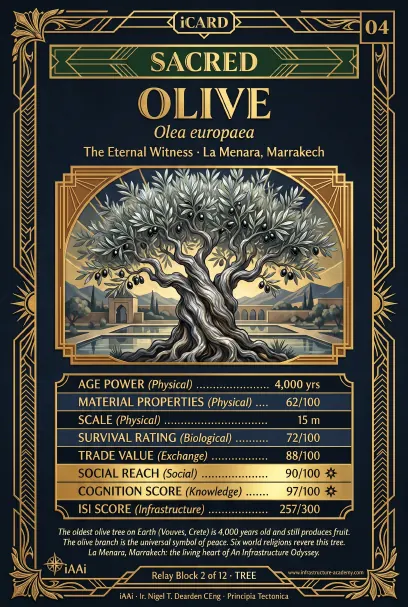 iCARD
04
SACRED
OLIVE
Olea europaea
The Eternal Witness · La Menara, Marrakech
AGE POWER (Physical) ..................... 4,000 yrs
MATERIAL PROPERTIES (Physical) .... 62/100
SCALE (Physical) ................................ 15 m
SURVIVAL RATING (Biological) .......... 72/100
TRADE VALUE (Exchange) ................. 88/100
SOCIAL REACH (Social) .................... 90/100
COGNITION SCORE (Knowledge) ....... 97/100
ISI SCORE (Infrastructure) ................. 257/300
The oldest olive tree on Earth (Vouves, Crete) is 4,000 years old and still produces fruit.
The olive branch is the universal symbol of peace. Six world religions revere this tree.
La Menara, Marrakech: the living heart of An Infrastructure Odyssey.
iAAi
Relay Block 2 of 12 · TREE
www.infrastructure-academy.com
iAAi · Ir. Nigel T. Dearden CEng · Principia Tectonica